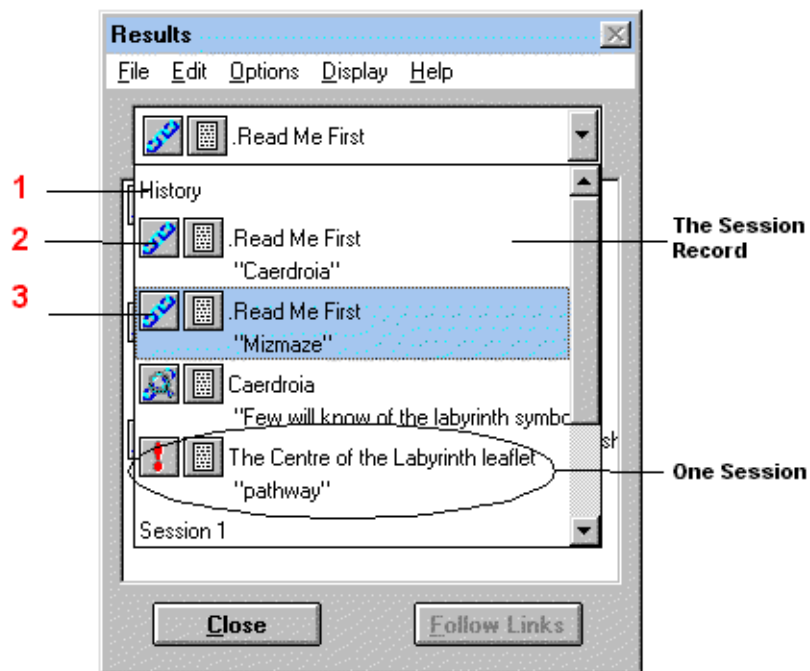 Results
File Edit Options Display Help
.Read Me First
1
History
2
.Read Me First
"Caerdroia"
The Session
Record
3
.Read Me First
"Mizmaze"
Caerdroia
"Few will know of the labyrinth symbo
sh
The Centre of the Labyrinth leaflet
"pathway"
One Session
Session 1
Close
Follow Links